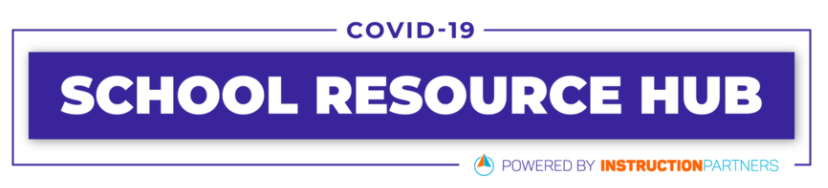 COVID-19
SCHOOL RESOURCE HUB
POWERED BY INSTRUCTIONPARTNERS